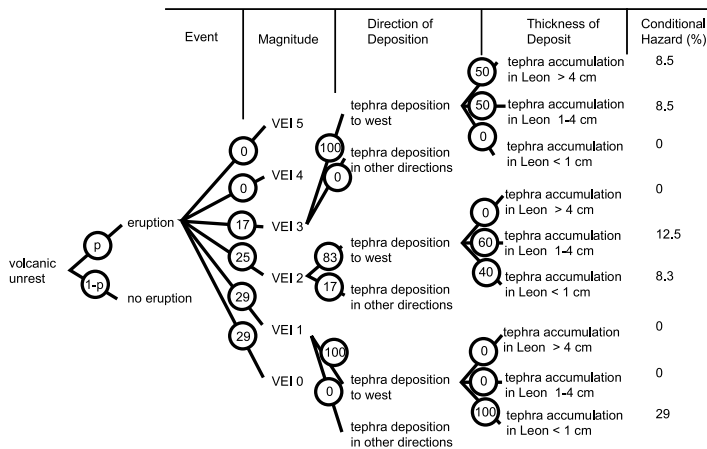 Event
Magnitude
Direction of
Deposition
Thickness of
Deposit
Conditional
Hazard (%)
volcanic
unrest
p
1-p
eruption
no eruption
0
0
17
25
29
29
VEI 5
VEI 4
VEI 3
VEI 2
VEI 1
VEI 0
100
0
tephra deposition
to west
tephra deposition
in other directions
83
17
tephra deposition
to west
tephra deposition
in other directions
100
0
tephra deposition
to west
tephra deposition
in other directions
50
tephra accumulation
in Leon > 4 cm
8.5
50
tephra accumulation
in Leon 1-4 cm
8.5
0
tephra accumulation
in Leon < 1 cm
0
0
tephra accumulation
in Leon > 4 cm
0
60
tephra accumulation
in Leon 1-4 cm
12.5
40
tephra accumulation
in Leon < 1 cm
8.3
0
tephra accumulation
in Leon > 4 cm
0
0
tephra accumulation
in Leon 1-4 cm
0
100
tephra accumulation
in Leon < 1 cm
29